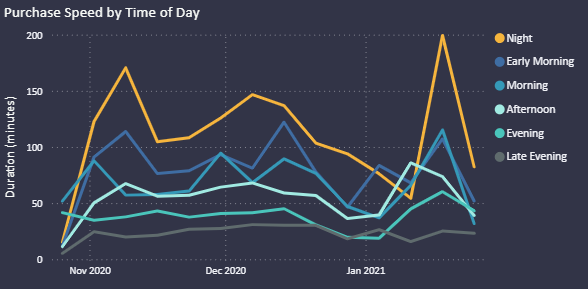 Purchase Speed by Time of Day
200
150
100
50
0
Duration (minutes)
Nov 2020
Dec 2020
Jan 2021
Night
Early Morning
Morning
Afternoon
Evening
Late Evening